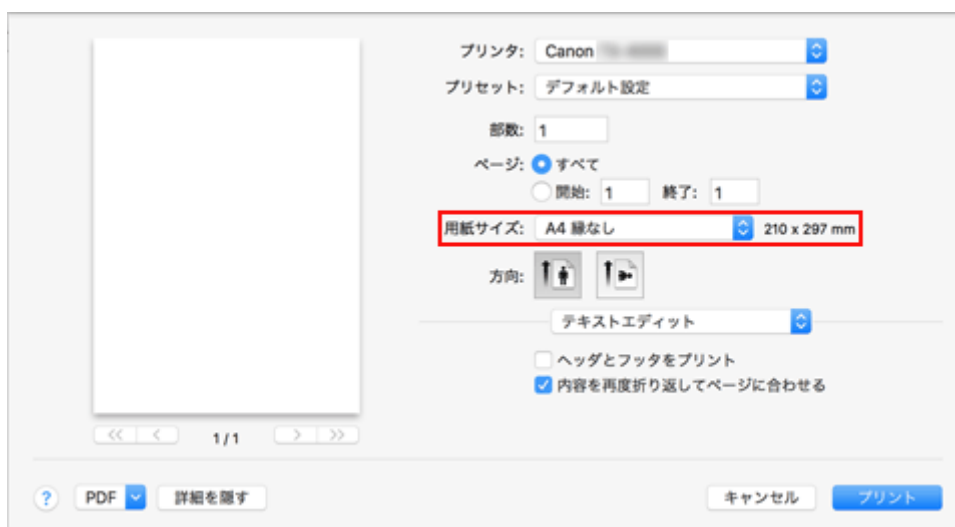 プリンタ: Canon
プリセット: デフォルト設定
部数: 1
ページ: すべて
開始: 1 終了: 1
用紙サイズ: A4 縁なし 210 x 297 mm
方向:
テキストエディット
ヘッダとフッタをプリント
内容を再度折り返してページに合わせる
<< < 1 / 1 > >>
? PDF 詳細を隠す キャンセル プリント